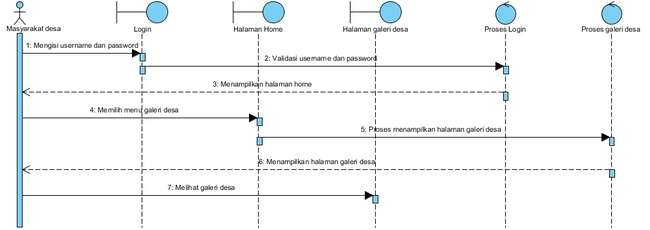 Masyarakat desa
Login
Halaman Home
Halaman galeri desa
Proses Login
Proses galeri desa
1: Mengisi username dan password
2: Validasi username dan password
3: Menampilkan halaman home
4: Memilih menu galeri desa
5: Proses menampilkan halaman galeri desa
6: Menampilkan halaman galeri desa
7: Melihat galeri desa